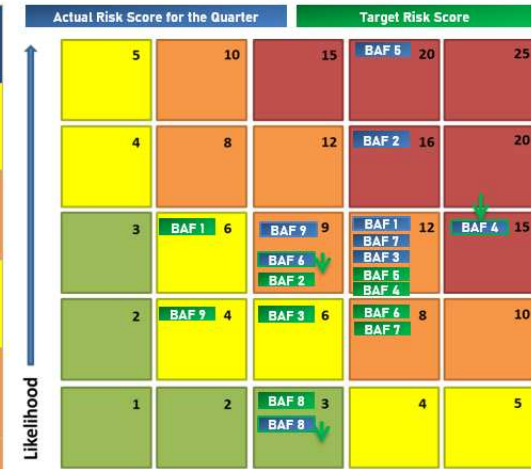 Actual Risk Score for the Quarter Target Risk Score
5 10 15 BAF 5 20 25
4 8 12 BAF 2 16 20
3 BAF 1 6 BAF 9 9 BAF 1 12 BAF 4 15
BAF 7
BAF 6 BAF 3
BAF 2 BAF 5
BAF 4
2 BAF 9 4 BAF 3 6 BAF 6 8 10
BAF 7
1 2 BAF 8 3 4 5
BAF 8
Likelihood